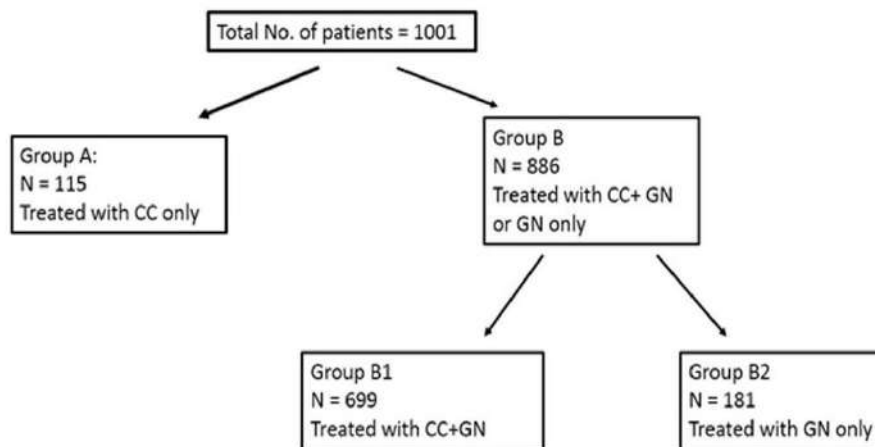 Total No. of patients = 1001
Group A:
N = 115
Treated with CC only
Group B
N = 886
Treated with CC+ GN
or GN only
Group B1
N = 699
Treated with CC+GN
Group B2
N = 181
Treated with GN only